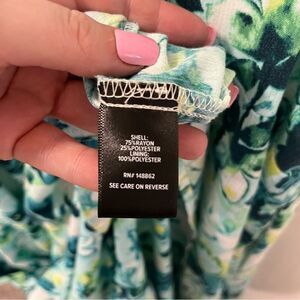 SHELL:
75%RAYON
25%POLYESTER
LINING:
100%POLYESTER
RN# 148862
SEE CARE ON REVERSE